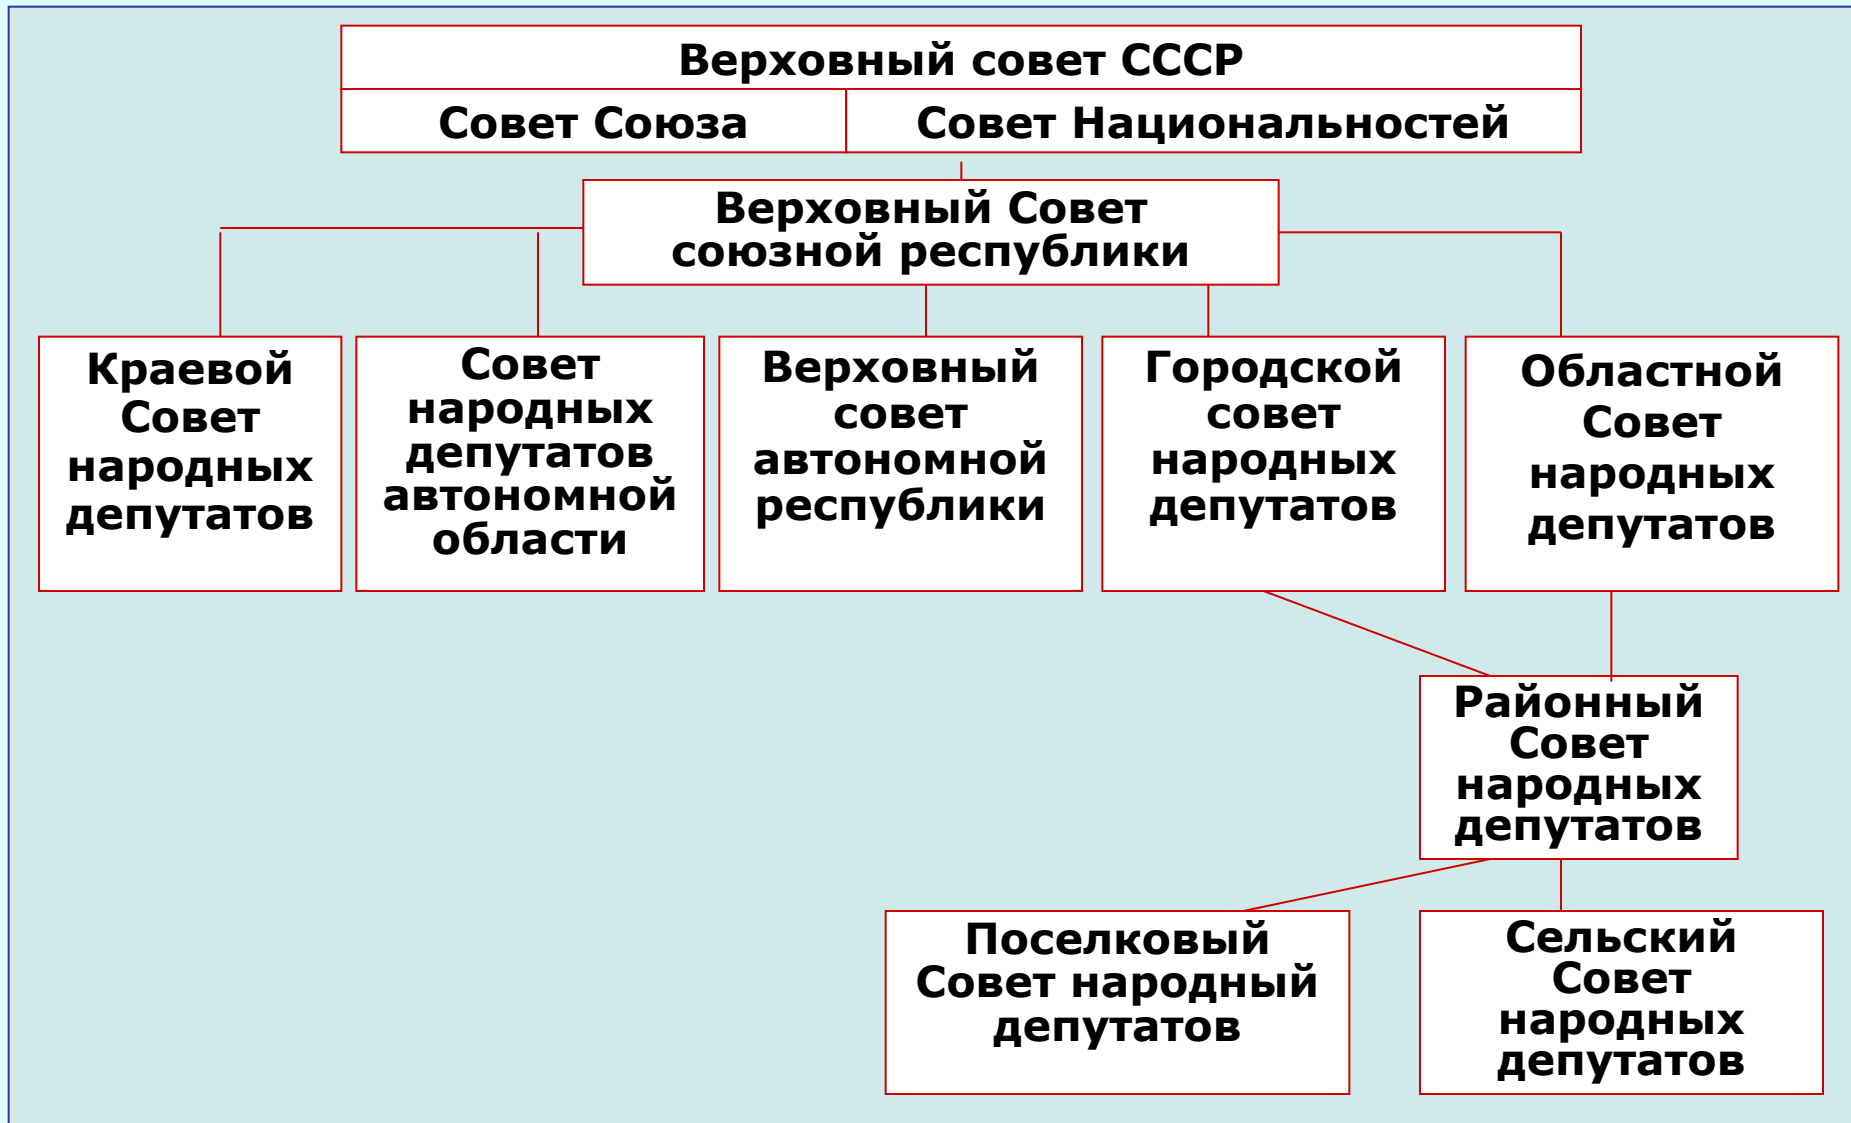 Верховный совет СССР
Совет Союза
Совет Национальностей
Верховный Совет
союзной республики
Краевой
Совет
народных
депутатов
Совет
народных
депутатов
автономной
области
Верховный
совет
автономной
республики
Городской
совет
народных
депутатов
Областной
Совет
народных
депутатов
Районный
Совет
народных
депутатов
Поселковый
Совет народный
депутатов
Сельский
Совет
народных
депутатов